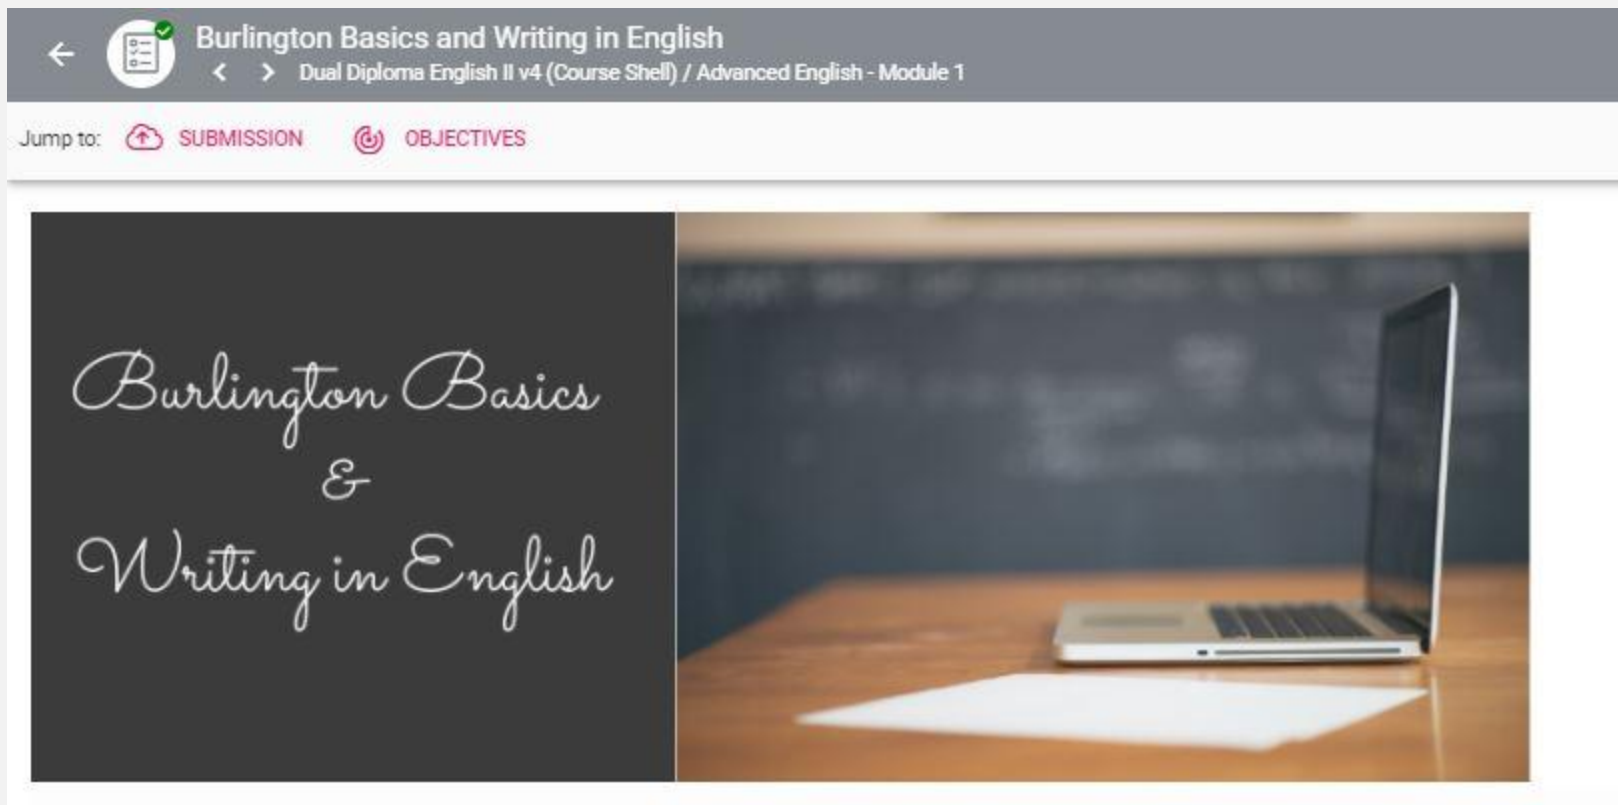 Burlington Basics and Writing in English
Dual Diploma English II v4 (Course Shell) / Advanced English - Module 1
Jump to: SUBMISSION OBJECTIVES
Burlington Basics
&
Writing in English